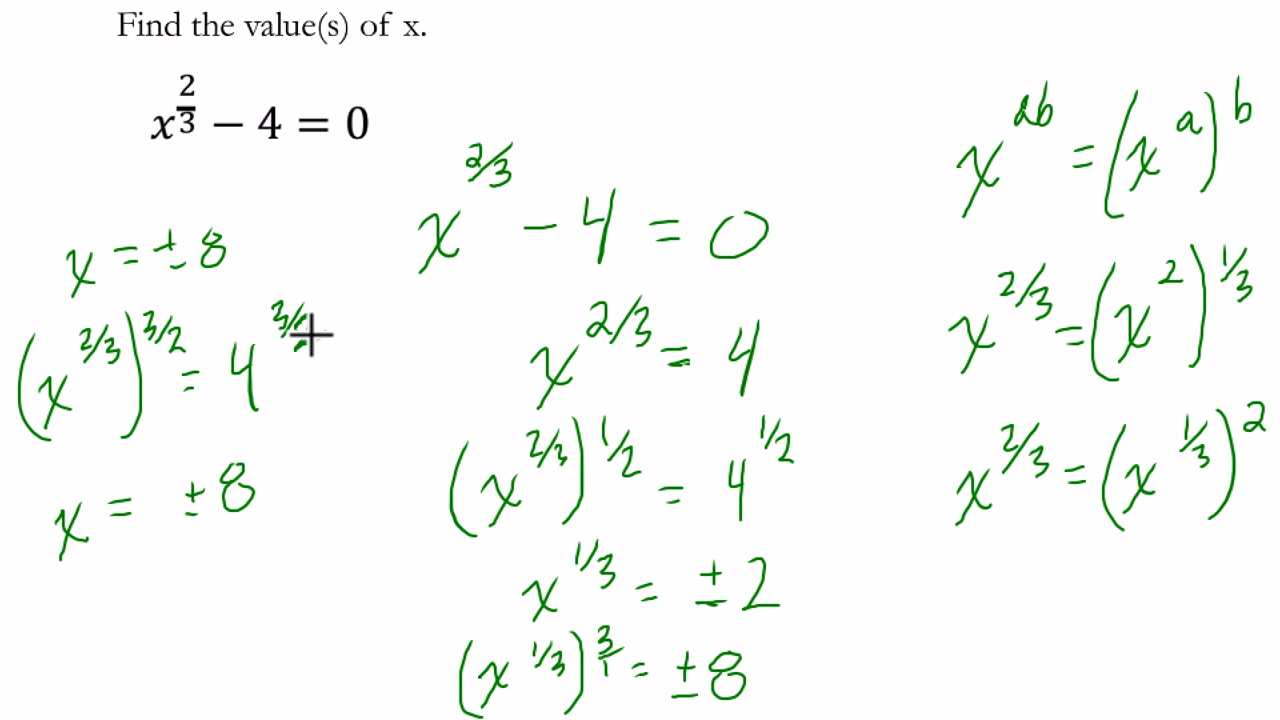 Find the value(s) of x.
x^(2/3) − 4 = 0
x = ±8
(x^(2/3))^(3/2) = 4^(3/2)
x = ±8
x^(2/3) − 4 = 0
x^(2/3) = 4
(x^(2/3))^(1/2) = 4^(1/2)
x^(1/3) = ±2
(x^(1/3))^(3/1) = ±8
x^(ab) = (x^a)^b
x^(2/3) = (x^2)^(1/3)
x^(2/3) = (x^(1/3))^2